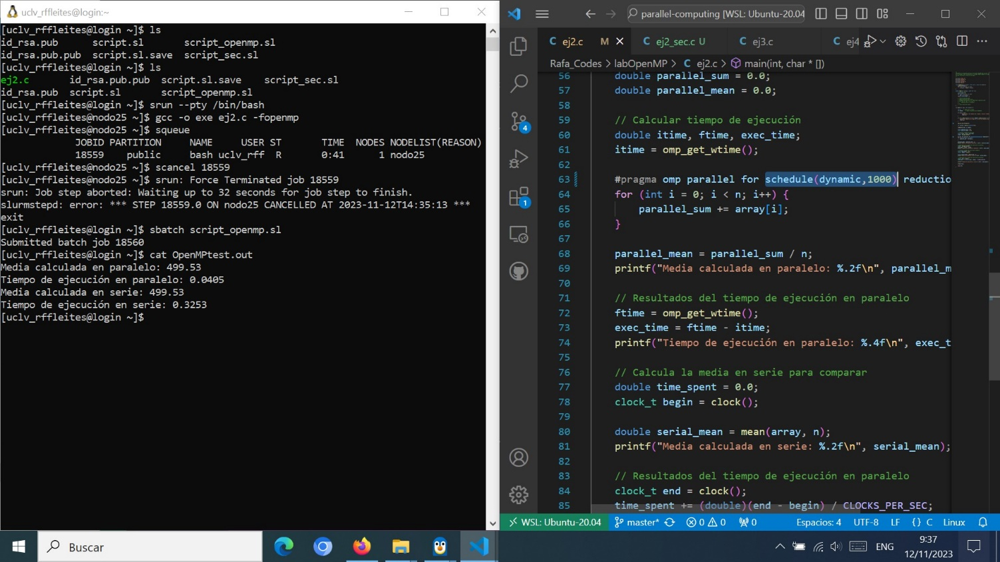 uclv_rffleites@login:~
[uclv_rffleites@login ~]$ ls
id_rsa.pub      script.sl       script_openmp.sl
id_rsa.pub.pub  script.sl.save  script_sec.sl
[uclv_rffleites@login ~]$ ls
ej2.c       id_rsa.pub.pub  script.sl.save    script_sec.sl
id_rsa.pub  script.sl       script_openmp.sl
[uclv_rffleites@login ~]$ srun --pty /bin/bash
[uclv_rffleites@nodo25 ~]$ gcc -o exe ej2.c -fopenmp
[uclv_rffleites@nodo25 ~]$ squeue
JOBID PARTITION     NAME     USER ST       TIME  NODES NODELIST(REASON)
18559    public     bash uclv_rff  R       0:41      1 nodo25
[uclv_rffleites@nodo25 ~]$ scancel 18559
[uclv_rffleites@nodo25 ~]$ srun: Force Terminated job 18559
srun: Job step aborted: Waiting up to 32 seconds for job step to finish.
slurmstepd: error: *** STEP 18559.0 ON nodo25 CANCELLED AT 2023-11-12T14:35:13 ***
exit
[uclv_rffleites@login ~]$ sbatch script_openmp.sl
Submitted batch job 18560
[uclv_rffleites@login ~]$ cat OpenMPtest.out
Media calculada en paralelo: 499.53
Tiempo de ejecución en paralelo: 0.0405
Media calculada en serie: 499.53
Tiempo de ejecución en serie: 0.3253
[uclv_rffleites@login ~]$
parallel-computing [WSL: Ubuntu-20.04
C ej2.c M C ej2_sec.c U C ej3.c C ej4
Rafa_Codes > labOpenMP > C ej2.c > main(int, char * [])
56 double parallel_sum = 0.0;
57 double parallel_mean = 0.0;
58
59 // Calcular tiempo de ejecución
60 double itime, ftime, exec_time;
61 itime = omp_get_wtime();
62
63 #pragma omp parallel for schedule(dynamic,1000) reductio
64 for (int i = 0; i < n; i++) {
65 parallel_sum += array[i];
66 }
67
68 parallel_mean = parallel_sum / n;
69 printf("Media calculada en paralelo: %.2f\n", parallel_m
70
71 // Resultados del tiempo de ejecución en paralelo
72 ftime = omp_get_wtime();
73 exec_time = ftime - itime;
74 printf("Tiempo de ejecución en paralelo: %.4f\n", exec_t
75
76 // Calcula la media en serie para comparar
77 double time_spent = 0.0;
78 clock_t begin = clock();
79
80 double serial_mean = mean(array, n);
81 printf("Media calculada en serie: %.2f\n", serial_mean);
82
83 // Resultados del tiempo de ejecución en paralelo
84 clock_t end = clock();
85 time_spent += (double)(end - begin) / CLOCKS_PER_SEC;
4
1
WSL: Ubuntu-20.04 master* 0 0 0 Espacios: 4 UTF-8 LF {} C Linux
Buscar
ENG
9:37
12/11/2023